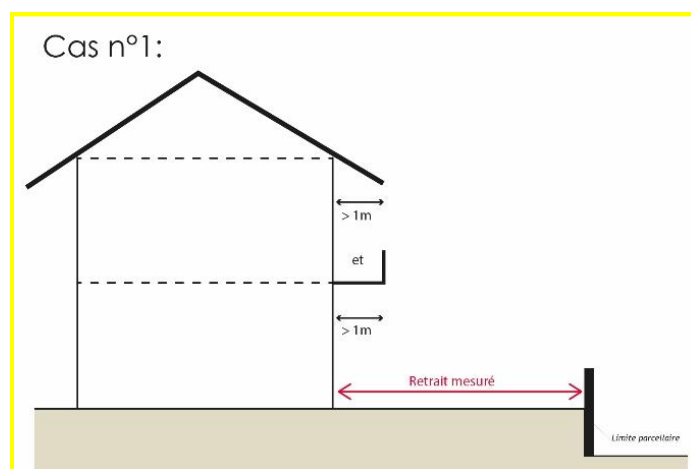 Cas n°1:
> 1m
et
> 1m
Retrait mesuré
Limite parcellaire